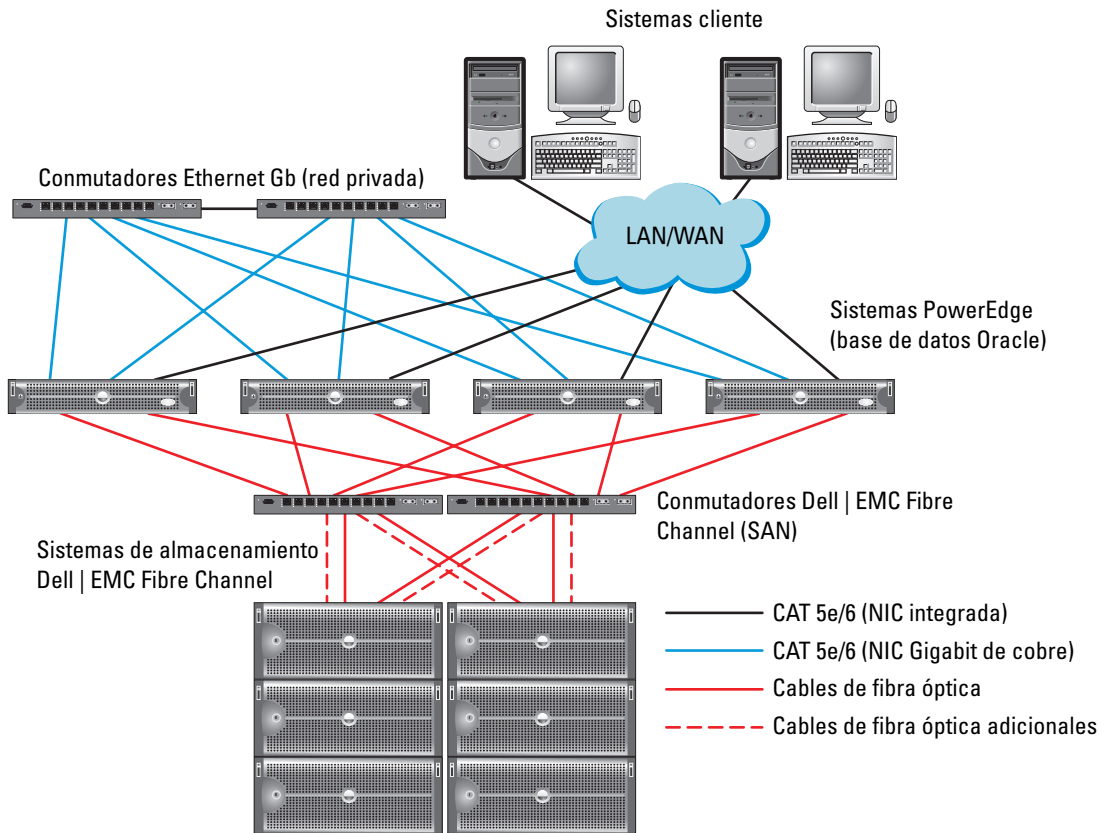 Sistemas cliente
Conmutadores Ethernet Gb (red privada)
LAN/WAN
Sistemas PowerEdge
(base de datos Oracle)
Conmutadores Dell | EMC Fibre
Channel (SAN)
Sistemas de almacenamiento
Dell | EMC Fibre Channel
CAT 5e/6 (NIC integrada)
CAT 5e/6 (NIC Gigabit de cobre)
Cables de fibra óptica
Cables de fibra óptica adicionales